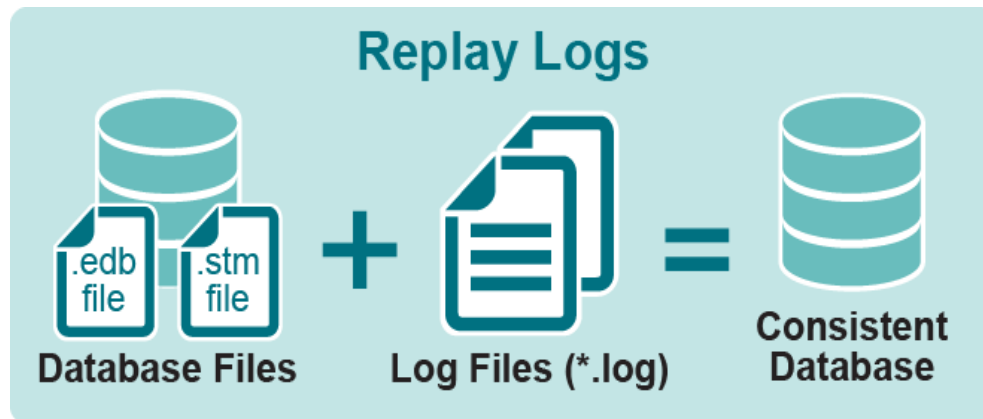 Replay Logs
.edb
file
.stm
file
+
=
Database Files
Log Files (*.log)
Consistent
Database